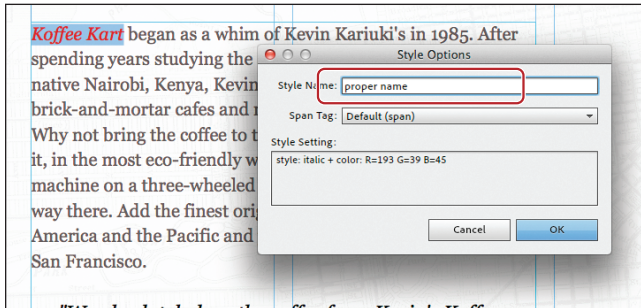 Koffee Kart began as a whim of Kevin Kariuki's in 1985. After
spending years studying the
native Nairobi, Kenya, Kevin
brick-and-mortar cafes and
Why not bring the coffee to
it, in the most eco-friendly
machine on a three-wheeled
way there. Add the finest
America and the Pacific and
San Francisco.
Style Options
Style Name: proper name
Span Tag: Default (span)
Style Setting:
style: italic + color: R=193 G=39 B=45
Cancel OK